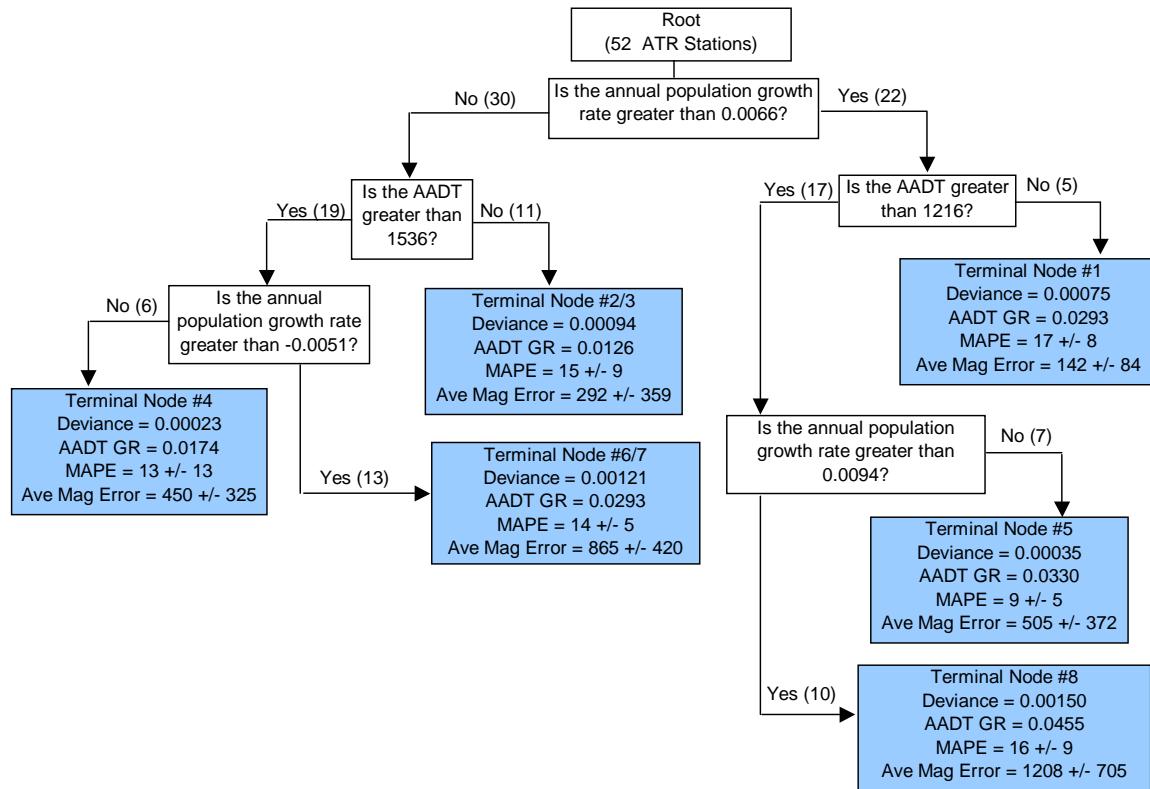 Root
(52 ATR Stations)
Is the annual population growth
rate greater than 0.0066?
No (30)
Yes (22)
Is the AADT
greater than
1536?
Yes (19)
No (11)
Is the AADT greater
than 1216?
Yes (17)
No (5)
Is the annual
population growth rate
greater than -0.0051?
No (6)
Yes (13)
Terminal Node #2/3
Deviance = 0.00094
AADT GR = 0.0126
MAPE = 15 +/- 9
Ave Mag Error = 292 +/- 359
Terminal Node #1
Deviance = 0.00075
AADT GR = 0.0293
MAPE = 17 +/- 8
Ave Mag Error = 142 +/- 84
Terminal Node #4
Deviance = 0.00023
AADT GR = 0.0174
MAPE = 13 +/- 13
Ave Mag Error = 450 +/- 325
Terminal Node #6/7
Deviance = 0.00121
AADT GR = 0.0293
MAPE = 14 +/- 5
Ave Mag Error = 865 +/- 420
Is the annual population
growth rate greater than
0.0094?
No (7)
Yes (10)
Terminal Node #5
Deviance = 0.00035
AADT GR = 0.0330
MAPE = 9 +/- 5
Ave Mag Error = 505 +/- 372
Terminal Node #8
Deviance = 0.00150
AADT GR = 0.0455
MAPE = 16 +/- 9
Ave Mag Error = 1208 +/- 705